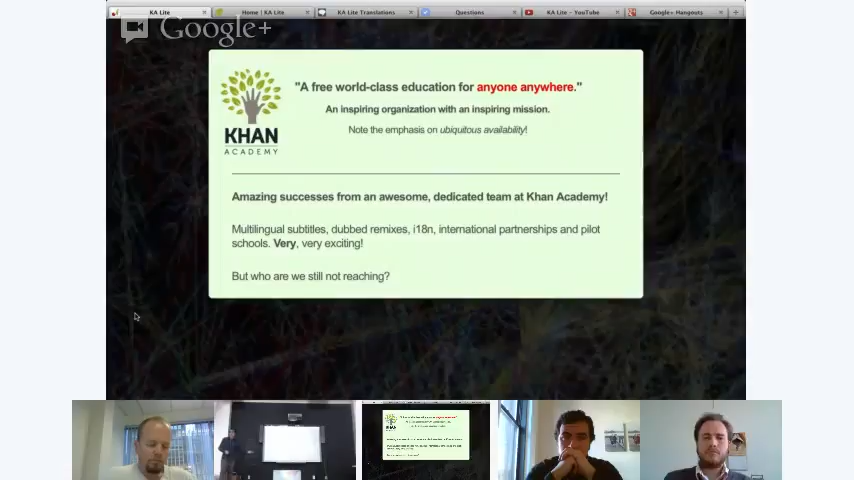 KA Lite
Home | KA Lite
KA Lite Translations
Questions
KA Lite - YouTube
Google+ Hangouts
Google+
"A free world-class education for anyone anywhere."
An inspiring organization with an inspiring mission.
Note the emphasis on ubiquitous availability!
KHAN
ACADEMY
Amazing successes from an awesome, dedicated team at Khan Academy!
Multilingual subtitles, dubbed remixes, i18n, international partnerships and pilot
schools. Very, very exciting!
But who are we still not reaching?